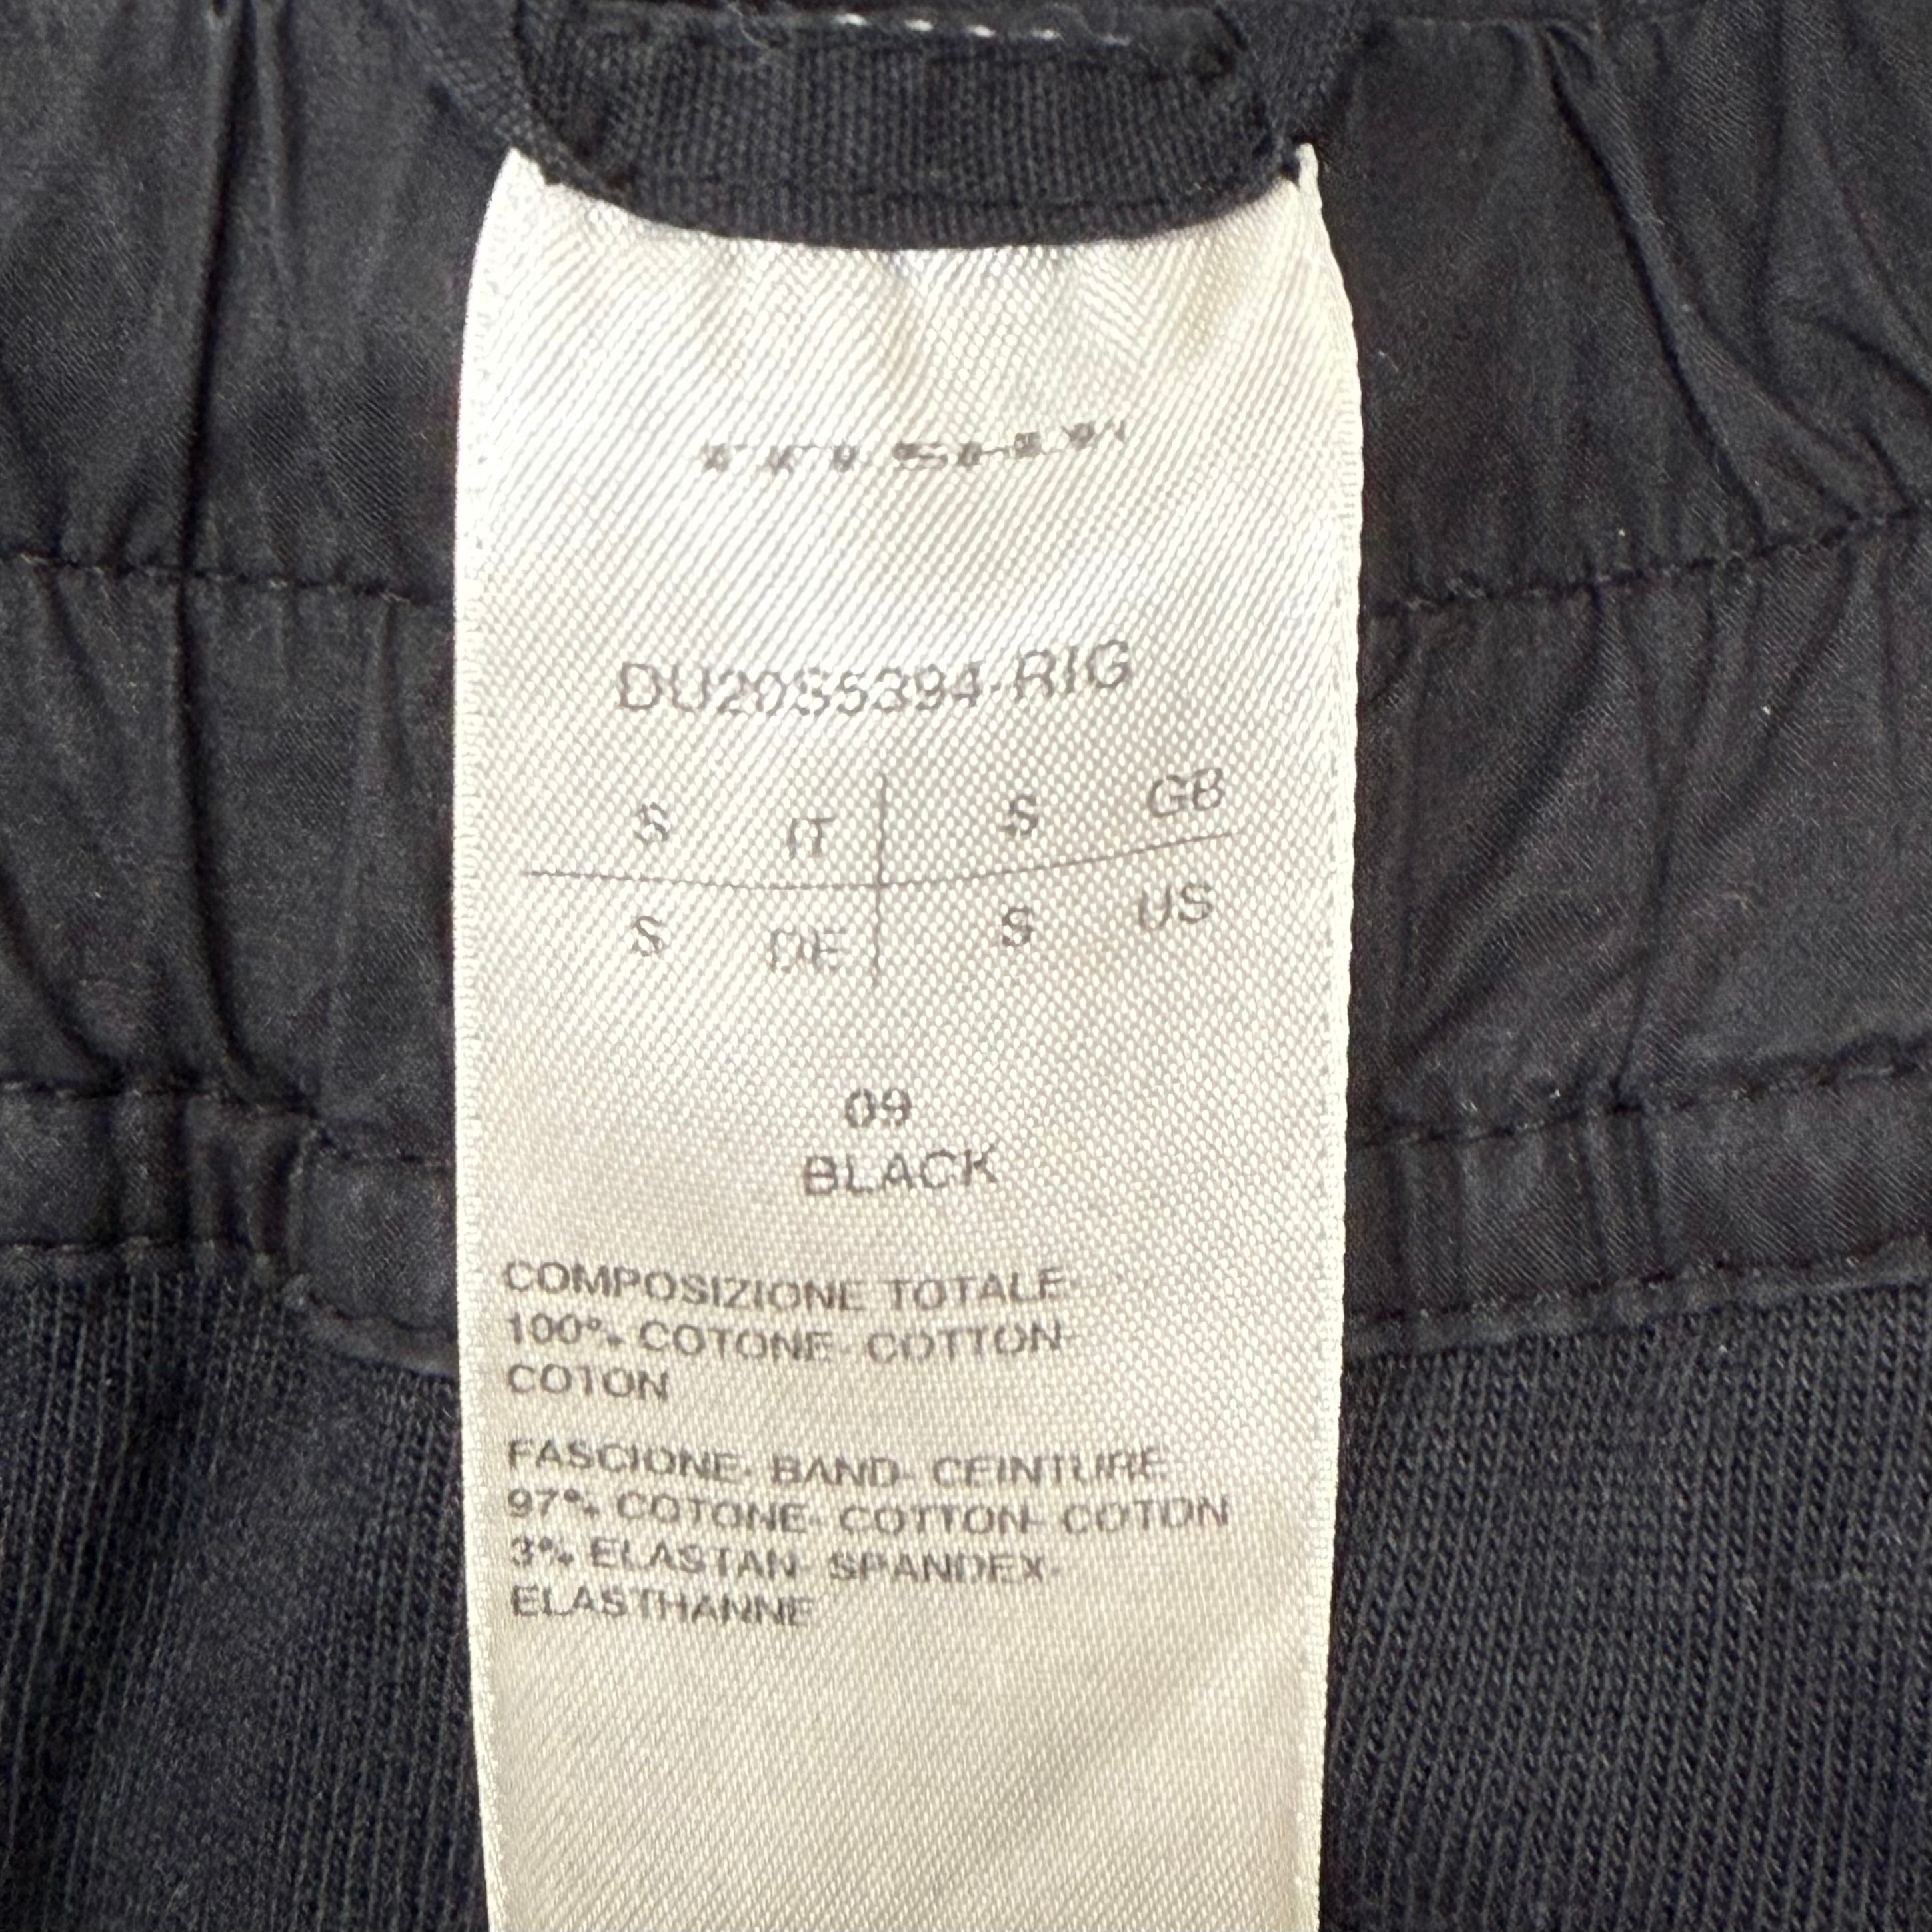 DU20S5394-RIG
S IT S GB
S DE S US
09
BLACK
COMPOSIZIONE TOTALE-
100% COTONE- COTTON-
COTON
FASCIONE- BAND- CEINTURE
97% COTONE- COTTON- COTON
3% ELASTAN- SPANDEX-
ELASTHANNE